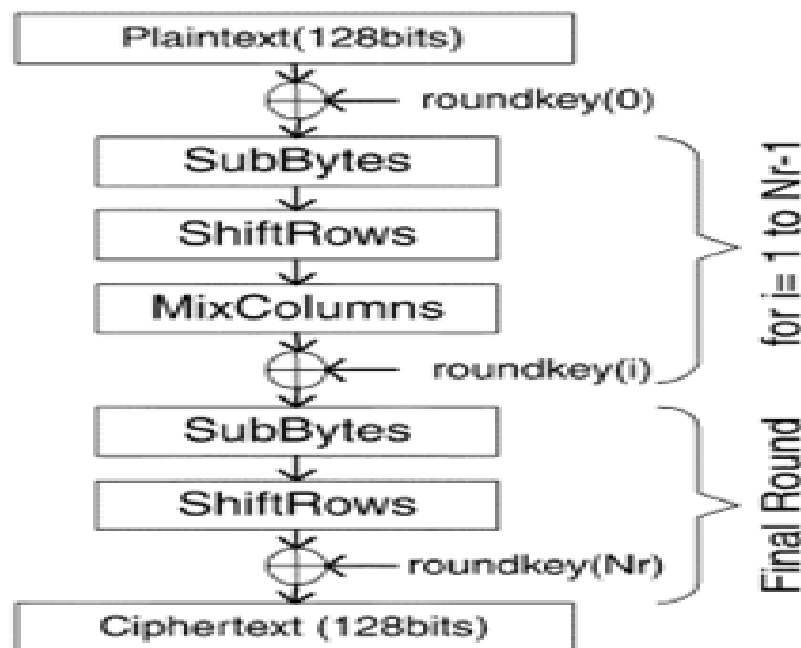 Plaintext(128bits)
roundkey(0)
SubBytes
ShiftRows
MixColumns
roundkey(i)
for i= 1 to Nr-1
SubBytes
ShiftRows
roundkey(Nr)
Final Round
Ciphertext (128bits)